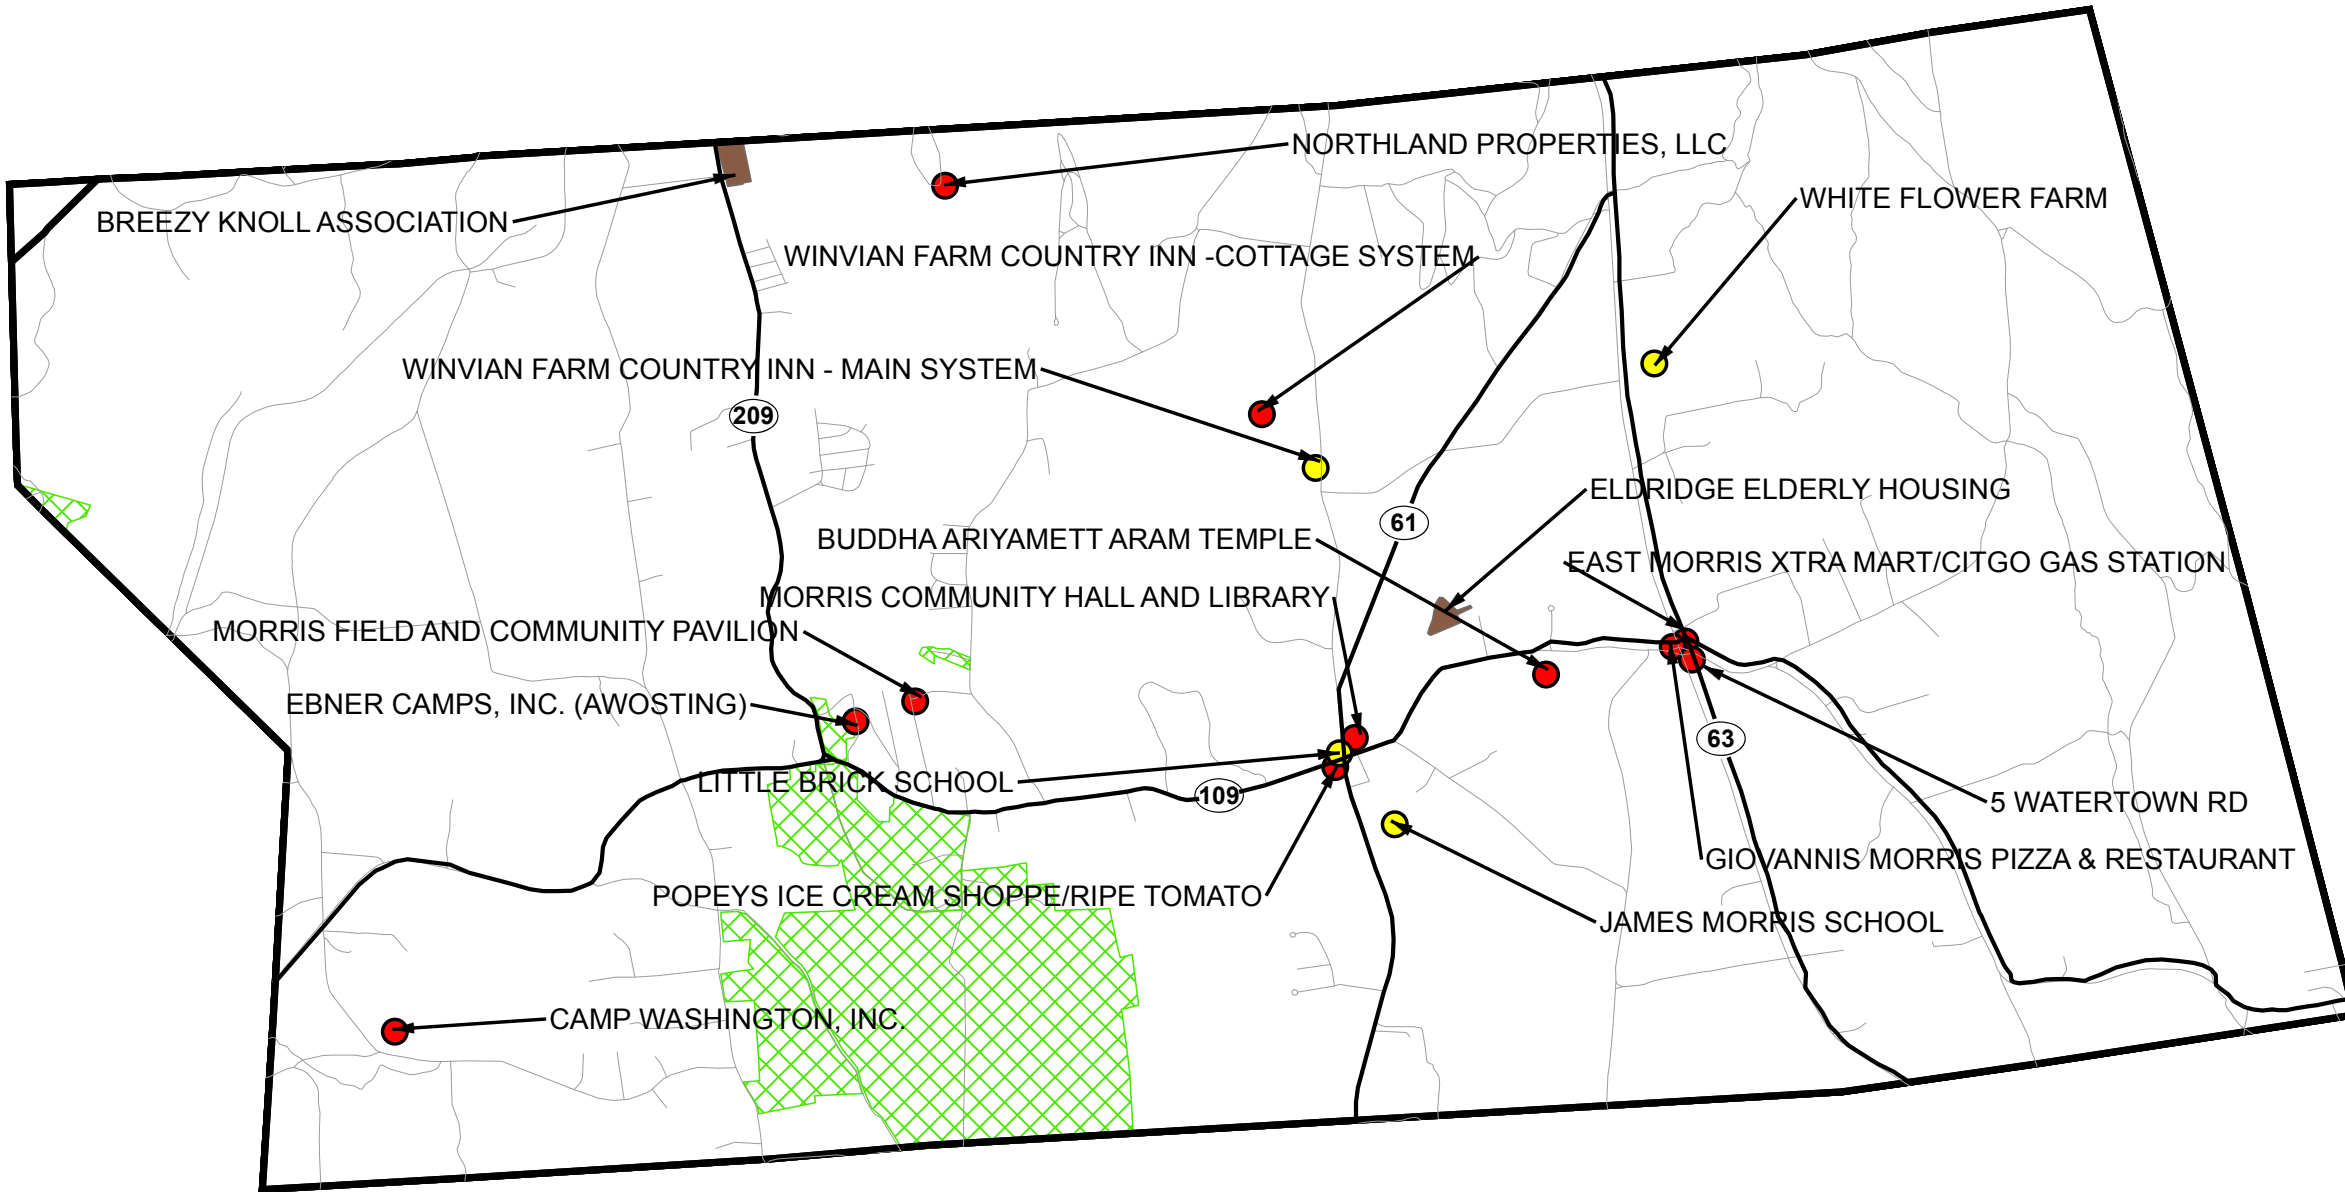 NORTHLAND PROPERTIES, LLC
WHITE FLOWER FARM
BREEZY KNOLL ASSOCIATION
WINVIAN FARM COUNTRY INN -COTTAGE SYSTEM
WINVIAN FARM COUNTRY INN - MAIN SYSTEM
209
ELDRIDGE ELDERLY HOUSING
61
BUDDHA ARIYAMETT ARAM TEMPLE
EAST MORRIS XTRA MART/CITGO GAS STATION
MORRIS COMMUNITY HALL AND LIBRARY
MORRIS FIELD AND COMMUNITY PAVILION
EBNER CAMPS, INC. (AWOSTING)
63
LITTLE BRICK SCHOOL
109
5 WATERTOWN RD
GIOVANNIS MORRIS PIZZA & RESTAURANT
POPEYS ICE CREAM SHOPPE/RIPE TOMATO
JAMES MORRIS SCHOOL
CAMP WASHINGTON, INC.